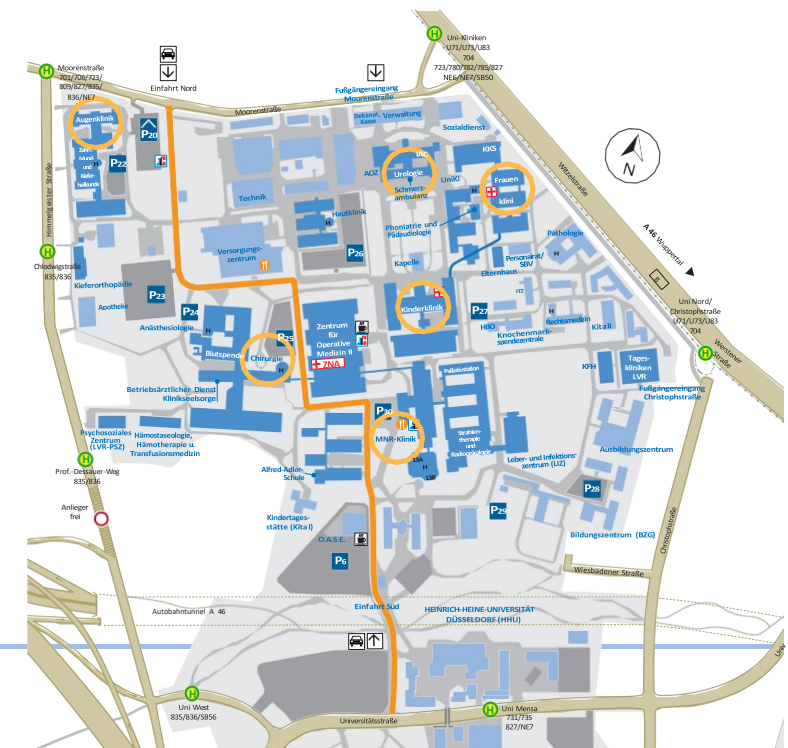 Uni-Kliniken
U71/U73/U83
704
723/780/782/785/827
NE6/NE7/SB50
Moorenstraße
701/706/723/
809/827/835/
836/NE7
Einfahrt Nord
Fußgängereingang
Moorenstraße
Moorenstraße
Augenklinik
Zahn-,
Mund-
und
Kiefer-
heilkunde
H
P20
P22
Dekanat,
Kasse
Verwaltung
Sozialdienst
IAC
KKS
AOZ
Urologie
Schmerz-
ambulanz
UniKi
Frauen
klini
H
Technik
Hautklinik
H
Phoniatrie und
Pädaudiologie
Pathologie
H
Versorgungs-
zentrum
P26
Kapelle
Personalrat/
SBV
Elternhaus
N
Witzelstraße
A 46 Wuppertal
Himmelgeister Straße
Chlodwigstraße
835/836
Kieferorthopädie
Apotheke
P23
P24
P25
Anästhesiologie
H
Blutspende
Chirurgie
H
Zentrum
für
Operative
Medizin II
ZNA
Kinderklinik
P27
HBO
Knochenmark-
spendezentrale
H
Rechtsmedizin
Kita II
Uni Nord/
Christophstraße
U71/U73/U83
704
Werstener
Straße
KFH
Tages-
kliniken
LVR
Fußgängereingang
Christophstraße
Betriebsärztlicher Dienst
Klinikseelsorge
Palliativstation
P30
MNR-Klinik
13A
H
13B
Strahlen-
therapie
und
Radioonkologie
Leber- und Infektions-
zentrum (LIZ)
Ausbildungszentrum
Psychosoziales
Zentrum
(LVR-PSZ)
Hämostaseologie,
Hämotherapie u.
Transfusionsmedizin
Alfred-Adler-
Schule
Prof.-Dessauer-Weg
835/836
Anlieger
frei
Kindertages-
stätte (Kita I)
P28
P29
O.A.S.E.
P6
Bildungszentrum (BZG)
Wiesbadener Straße
Christophstraße
Autobahntunnel A 46
Einfahrt Süd
HEINRICH-HEINE-UNIVERSITÄT
DÜSSELDORF (HHU)
Uni West
835/836/SB56
Universitätsstraße
Uni Mensa
731/735
827/NE7